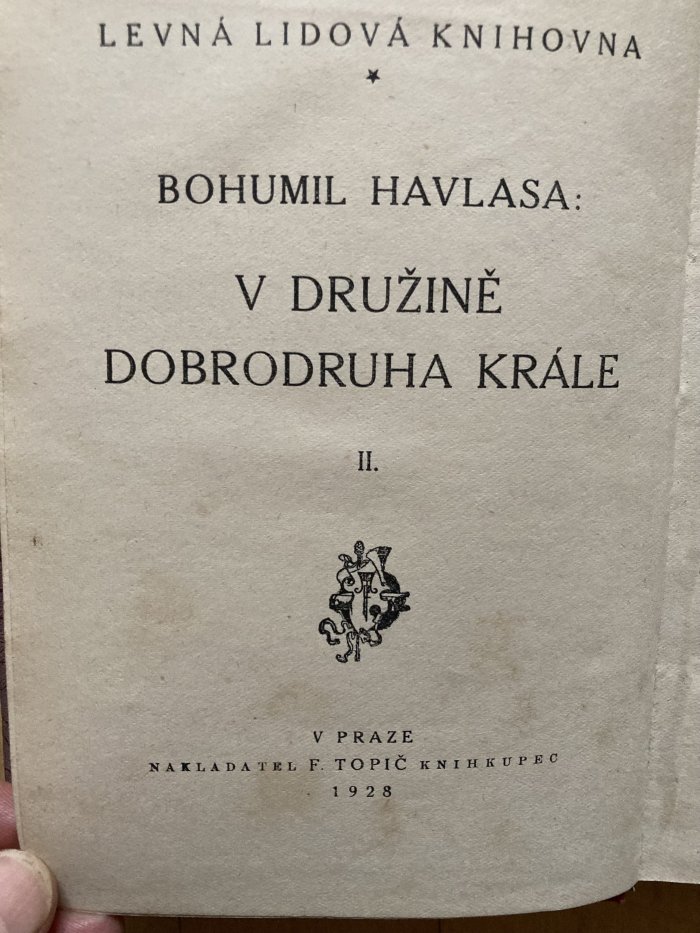 LEVNÁ LIDOVÁ KNIHOVNA
BOHUMIL HAVLASA:
V DRUŽINĚ
DOBRODRUHA KRÁLE
II.
V PRAZE
NAKLADATEL F. TOPIČ KNIHKUPEC
1928